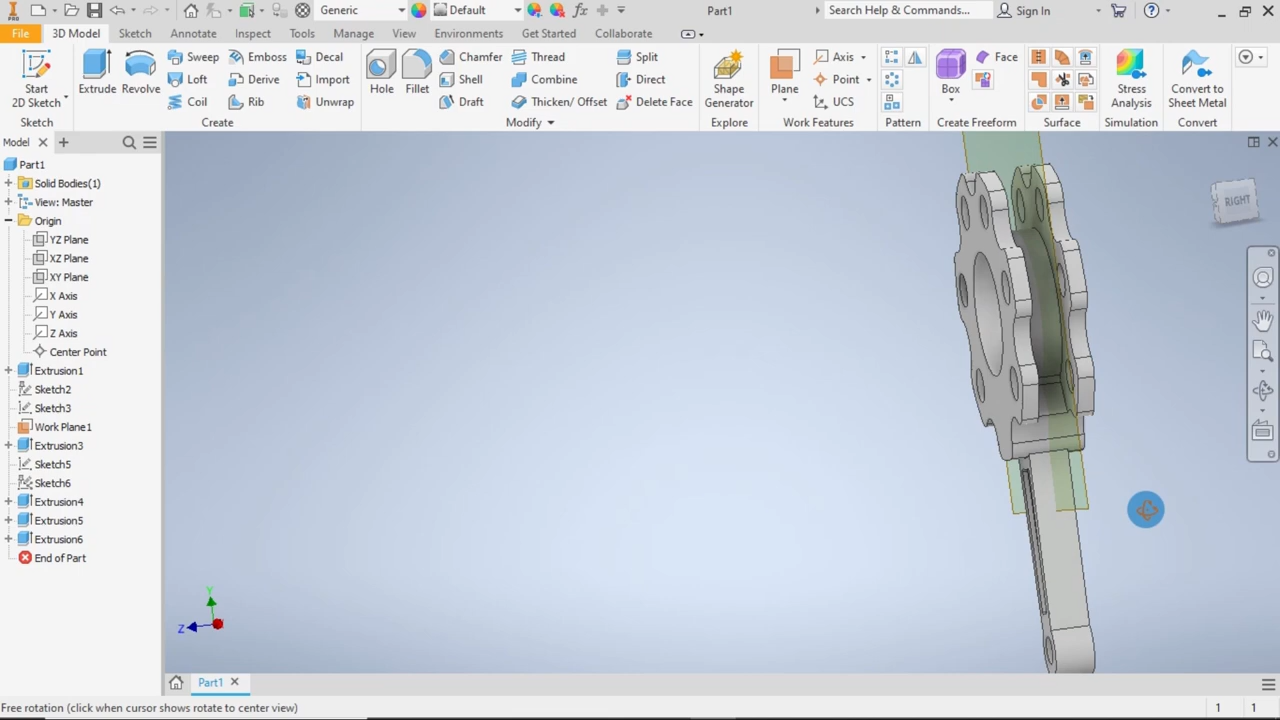 PRO
Generic
Default
fx
Part1
Search Help & Commands...
Sign In
File
3D Model
Sketch
Annotate
Inspect
Tools
Manage
View
Environments
Get Started
Collaborate
Start
2D Sketch
Sketch
Extrude
Revolve
Sweep
Loft
Coil
Emboss
Derive
Rib
Decal
Import
Unwrap
Create
Hole
Fillet
Chamfer
Shell
Draft
Thread
Combine
Thicken/ Offset
Split
Direct
Delete Face
Modify
Shape
Generator
Explore
Plane
Axis
Point
UCS
Work Features
Pattern
Box
Face
Create Freeform
Surface
Stress
Analysis
Simulation
Convert to
Sheet Metal
Convert
Model
Part1
Solid Bodies(1)
View: Master
Origin
YZ Plane
XZ Plane
XY Plane
X Axis
Y Axis
Z Axis
Center Point
Extrusion1
Sketch2
Sketch3
Work Plane1
Extrusion3
Sketch5
Sketch6
Extrusion4
Extrusion5
Extrusion6
End of Part
RIGHT
Y
Z
Part1
Free rotation (click when cursor shows rotate to center view)
1
1